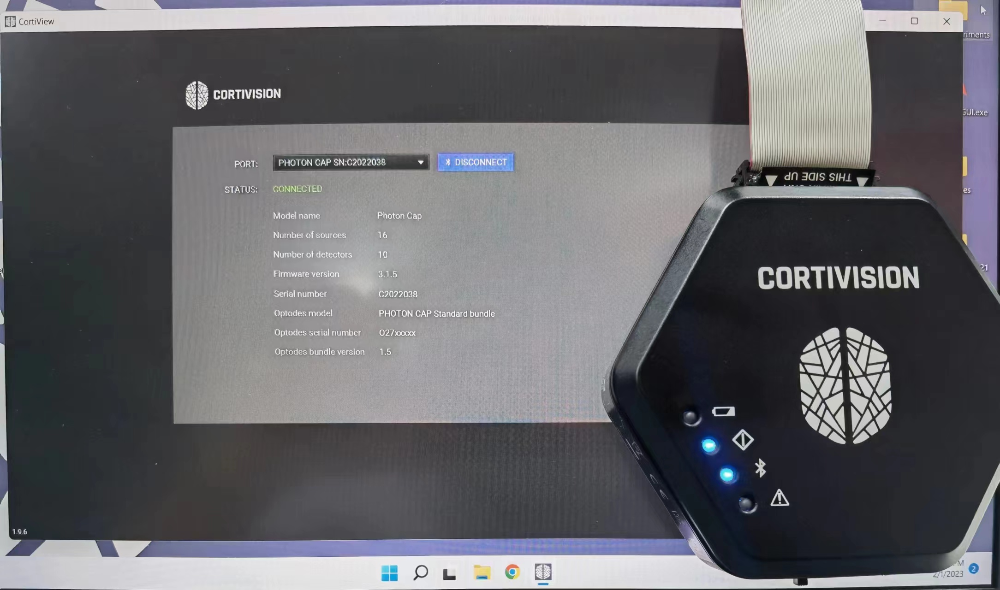 CortiView
riments
CORTIVISION
GUI.exe
PORT: PHOTON CAP SN:C2022038 DISCONNECT
STATUS: CONNECTED
THIS SIDE UP
es
Model name Photon Cap
Number of sources 16
Number of detectors 10
Firmware version 3.1.5
Serial number C2022038
Optodes model PHOTON CAP Standard bundle
Optodes serial number O27xxxxx
Optodes bundle version 1.5
21
CORTIVISION
CE
1.9.6
PM
2/1/2023
2